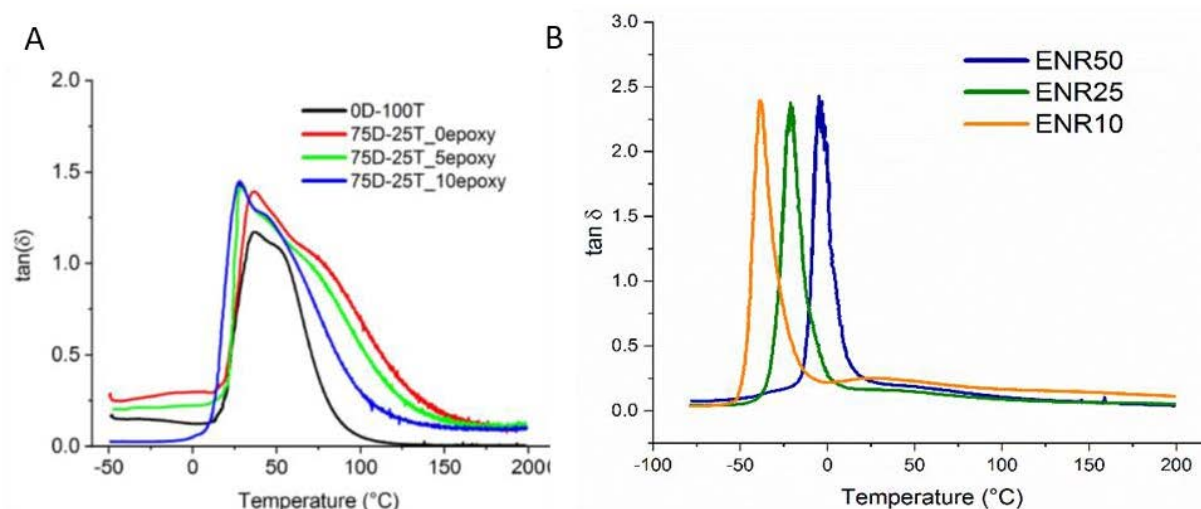 A
2.0
1.5
1.0
0.5
0.0
tan(δ)
0D-100T
75D-25T_0epoxy
75D-25T_5epoxy
75D-25T_10epoxy
-50
0
50
100
150
200
Temperature (°C)
B
3.0
2.5
2.0
1.5
1.0
0.5
0.0
tan δ
ENR50
ENR25
ENR10
-100
-50
0
50
100
150
200
Temperature (°C)